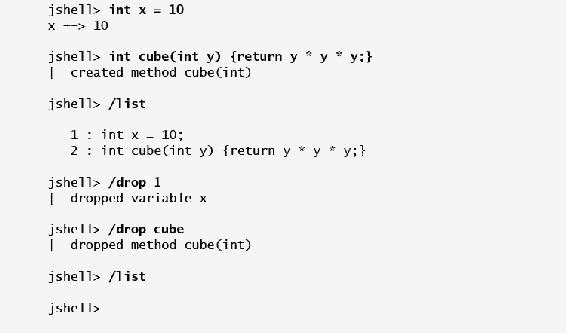 jshell> int x = 10
x ——> 10
jshell> int cube(int y) {return y * y * y;}
| created method cube(int)
jshell> /list
1 : int x = 10;
2 : int cube(int y) {return y * y * y;}
jshell> /drop 1
| dropped variable x
jshell> /drop cube
| dropped method cube(int)
jshell> /list
jshell>